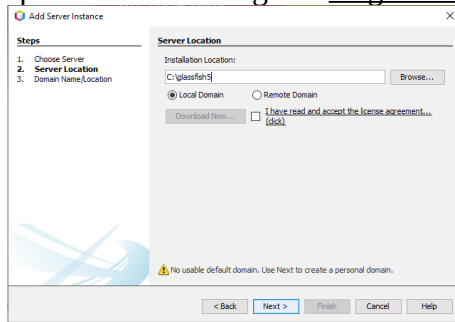 Add Server Instance
Steps
1. Choose Server
2. Server Location
3. Domain Name/Location
Server Location
Installation Location:
C:\glassfish5
Browse...
Local Domain
Remote Domain
Download Now...
I have read and accept the license agreement...
(click)
No usable default domain. Use Next to create a personal domain.
< Back
Next >
Finish
Cancel
Help